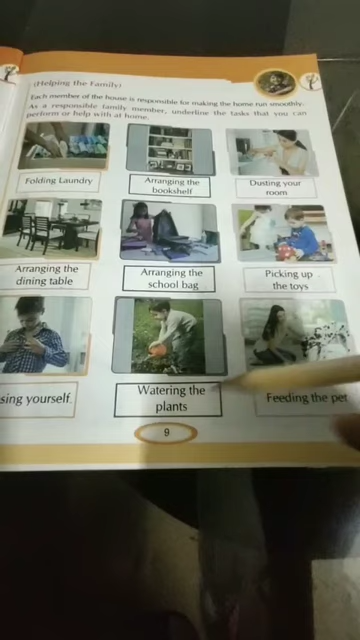 (Helping the Family)
Each member of the house is responsible for making the home run smoothly.
As a responsible family member, underline the tasks that you can
perform or help with at home.
Folding Laundry
Arranging the
bookshelf
Dusting your
room
Arranging the
dining table
Arranging the
school bag
Picking up
the toys
sing yourself.
Watering the
plants
Feeding the pet
9